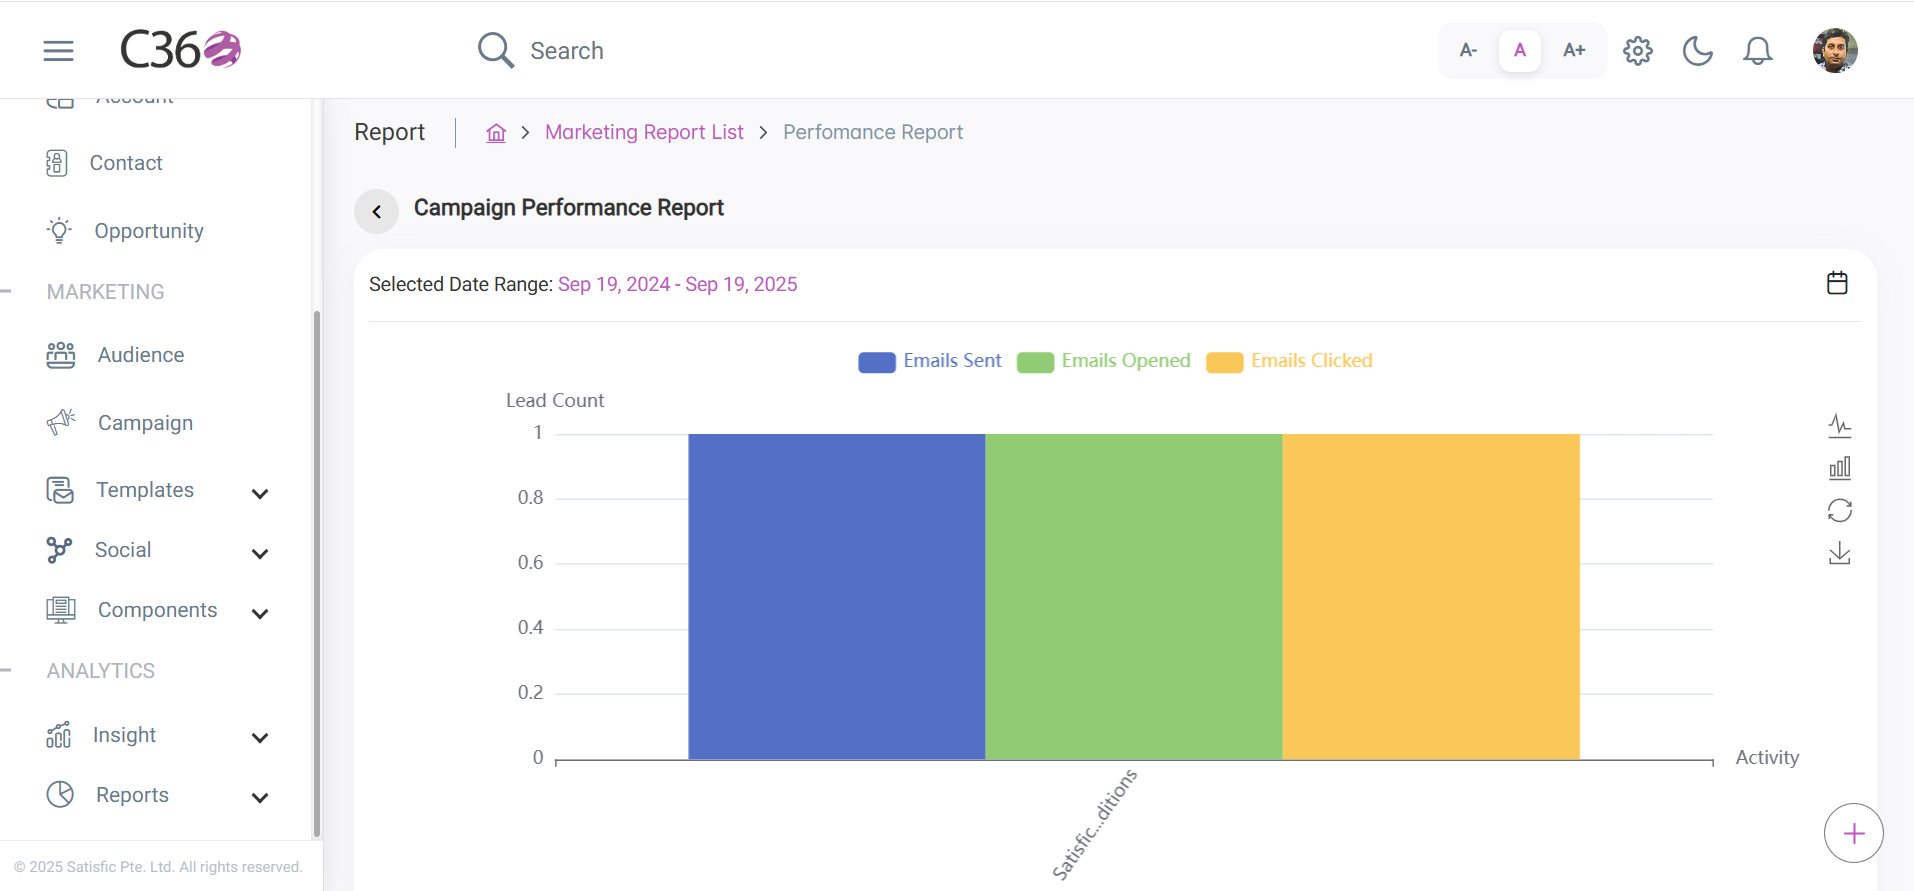 C360
Search
A-
A
A+
Account
Contact
Opportunity
MARKETING
Audience
Campaign
Templates
Social
Components
ANALYTICS
Insight
Reports
© 2025 Satisfic Pte. Ltd. All rights reserved.
Report
Marketing Report List
Perfomance Report
Campaign Performance Report
Selected Date Range: Sep 19, 2024 - Sep 19, 2025
Emails Sent
Emails Opened
Emails Clicked
Lead Count
1
0.8
0.6
0.4
0.2
0
Activity
Satisfic...ditions